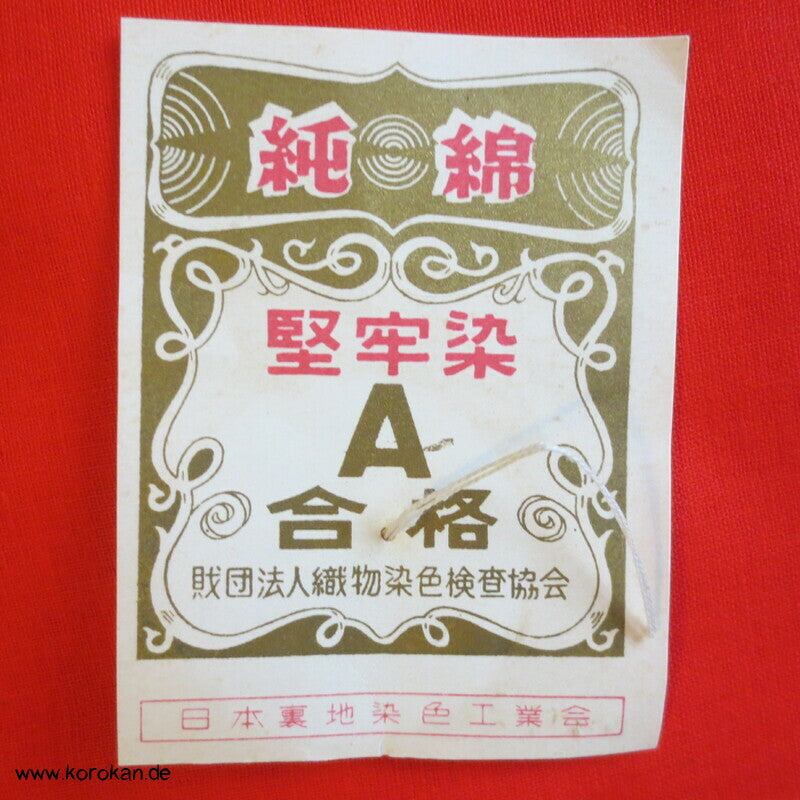 純綿
堅牢染
A
合格
財団法人織物染色検査協会
日本裏地染色工業会
www.korokan.de